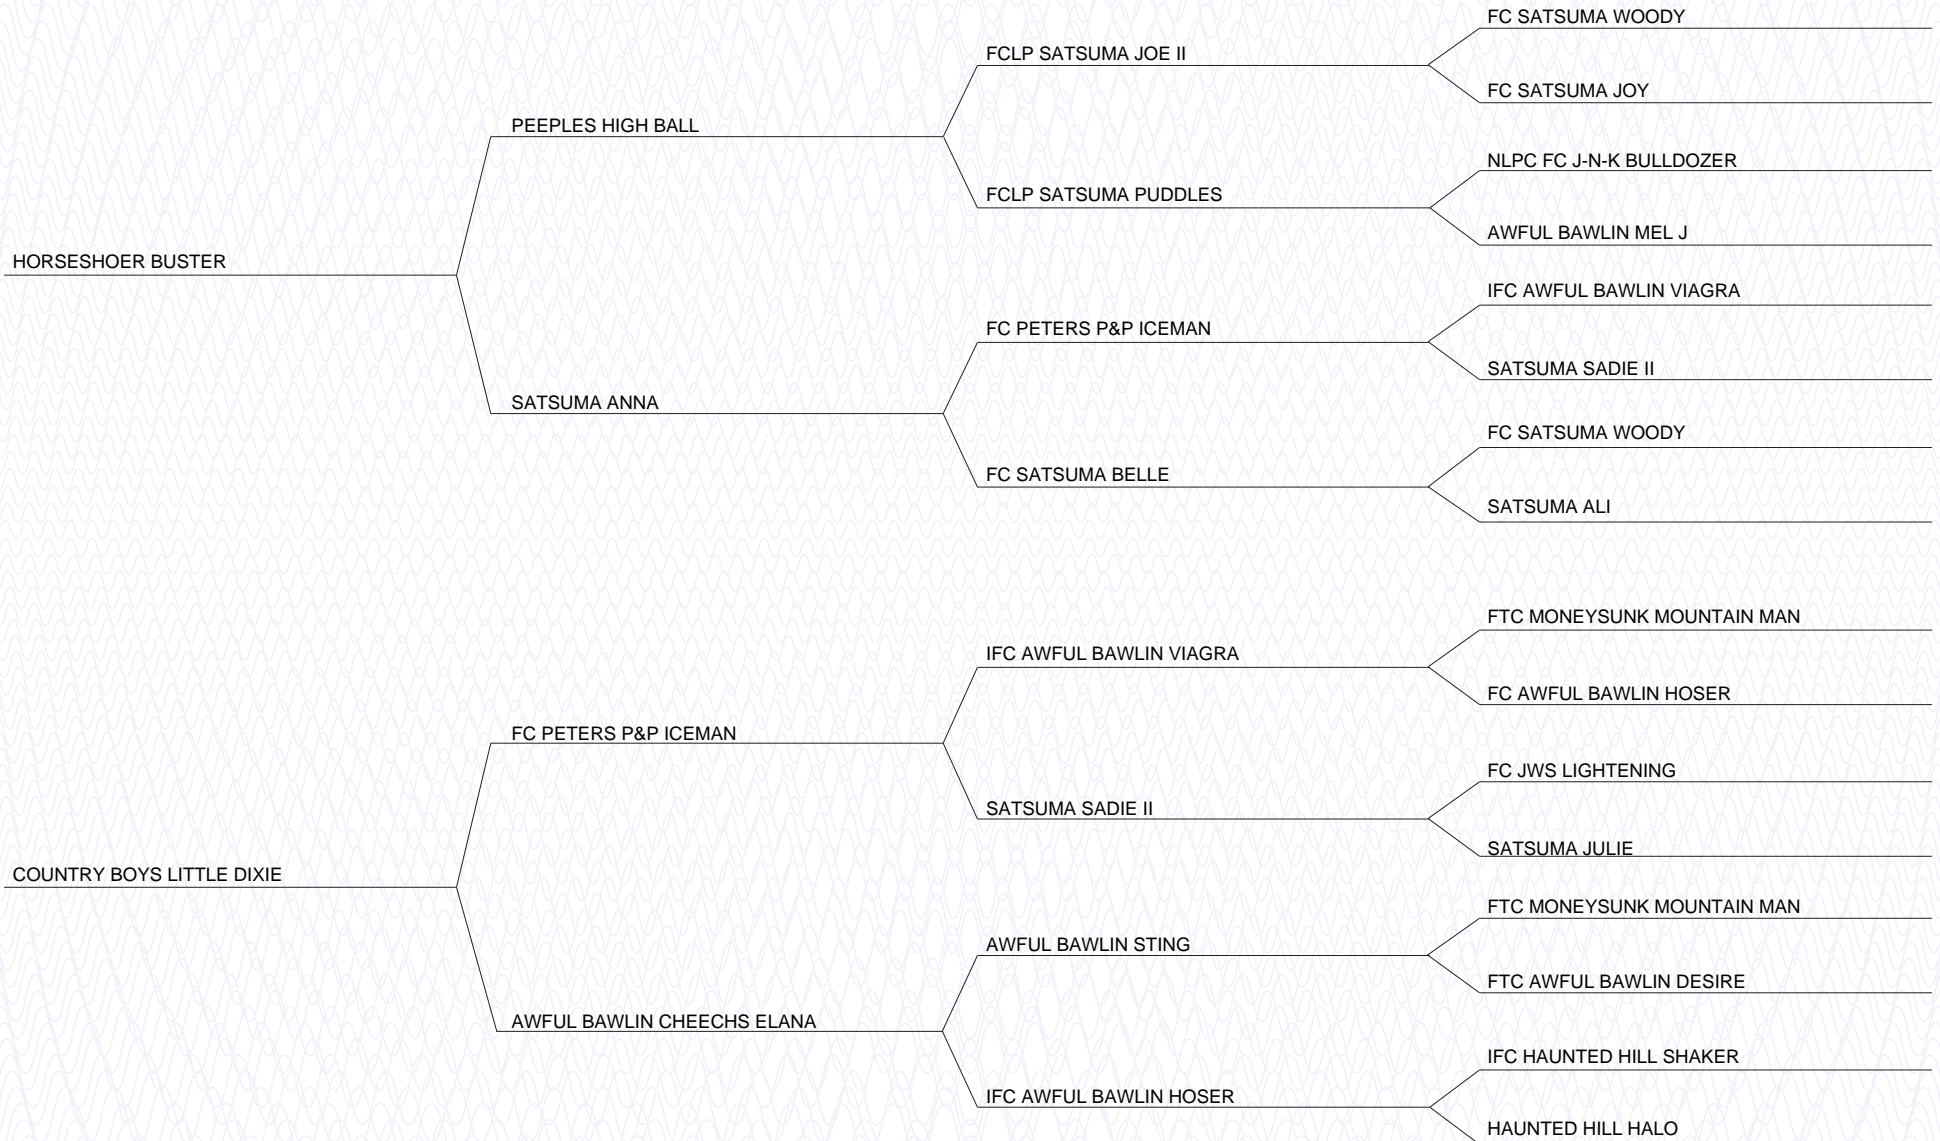 FC SATSUMA WOODY
FCLP SATSUMA JOE II
FC SATSUMA JOY
PEEPLES HIGH BALL
NLPC FC J-N-K BULLDOZER
FCLP SATSUMA PUDDLES
AWFUL BAWLIN MEL J
HORSESHOER BUSTER
IFC AWFUL BAWLIN VIAGRA
FC PETERS P&P ICEMAN
SATSUMA SADIE II
SATSUMA ANNA
FC SATSUMA WOODY
FC SATSUMA BELLE
SATSUMA ALI
FTC MONEYSUNK MOUNTAIN MAN
IFC AWFUL BAWLIN VIAGRA
FC AWFUL BAWLIN HOSER
FC PETERS P&P ICEMAN
FC JWS LIGHTENING
SATSUMA SADIE II
SATSUMA JULIE
COUNTRY BOYS LITTLE DIXIE
FTC MONEYSUNK MOUNTAIN MAN
AWFUL BAWLIN STING
FTC AWFUL BAWLIN DESIRE
AWFUL BAWLIN CHEECHS ELANA
IFC HAUNTED HILL SHAKER
IFC AWFUL BAWLIN HOSER
HAUNTED HILL HALO